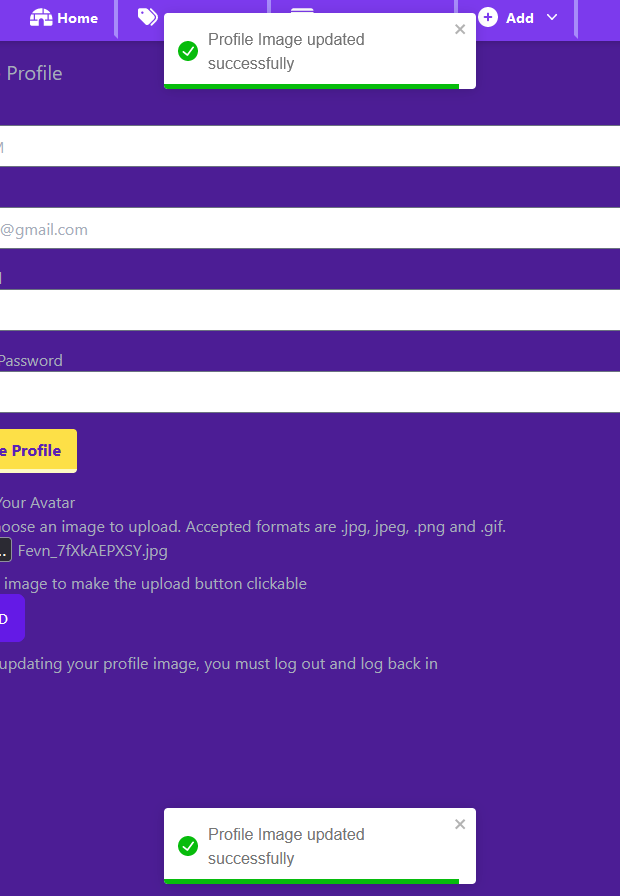 Home
Add
Profile Image updated
successfully
Profile
@gmail.com
Password
e Profile
Your Avatar
oose an image to upload. Accepted formats are .jpg, jpeg, .png and .gif.
.. Fevn_7fXkAEPXSY.jpg
image to make the upload button clickable
D
updating your profile image, you must log out and log back in
Profile Image updated
successfully